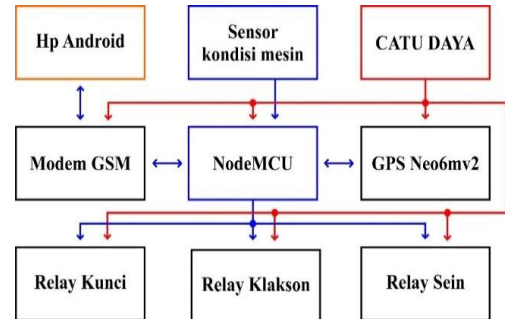 Hp Android
Sensor
kondisi mesin
CATU DAYA
Modem GSM
NodeMCU
GPS Neo6mv2
Relay Kunci
Relay Klakson
Relay Sein